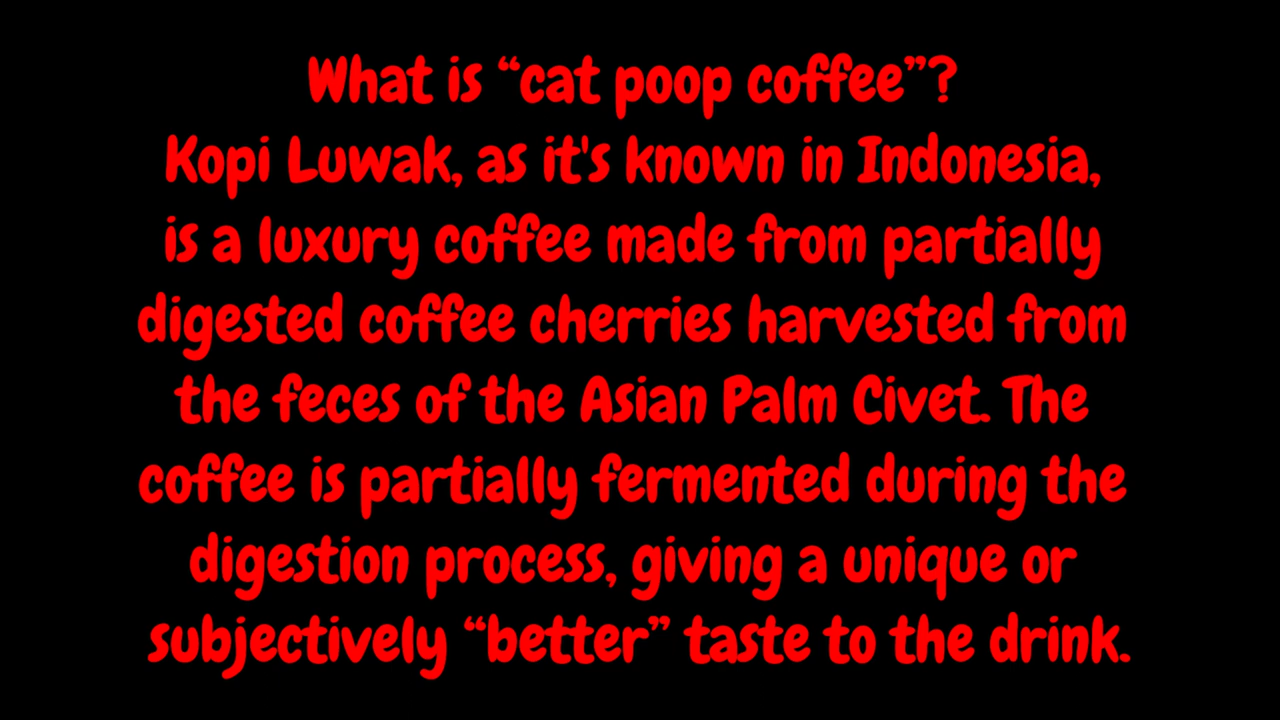 What is “cat poop coffee”?
Kopi Luwak, as it's known in Indonesia,
is a luxury coffee made from partially
digested coffee cherries harvested from
the feces of the Asian Palm Civet. The
coffee is partially fermented during the
digestion process, giving a unique or
subjectively “better” taste to the drink.